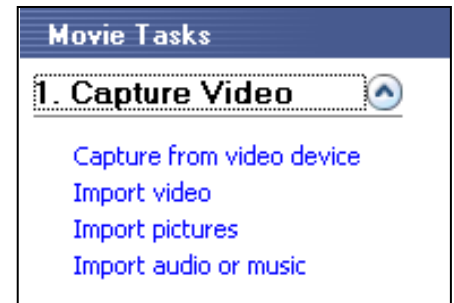 Movie Tasks
1. Capture Video
Capture from video device
Import video
Import pictures
Import audio or music